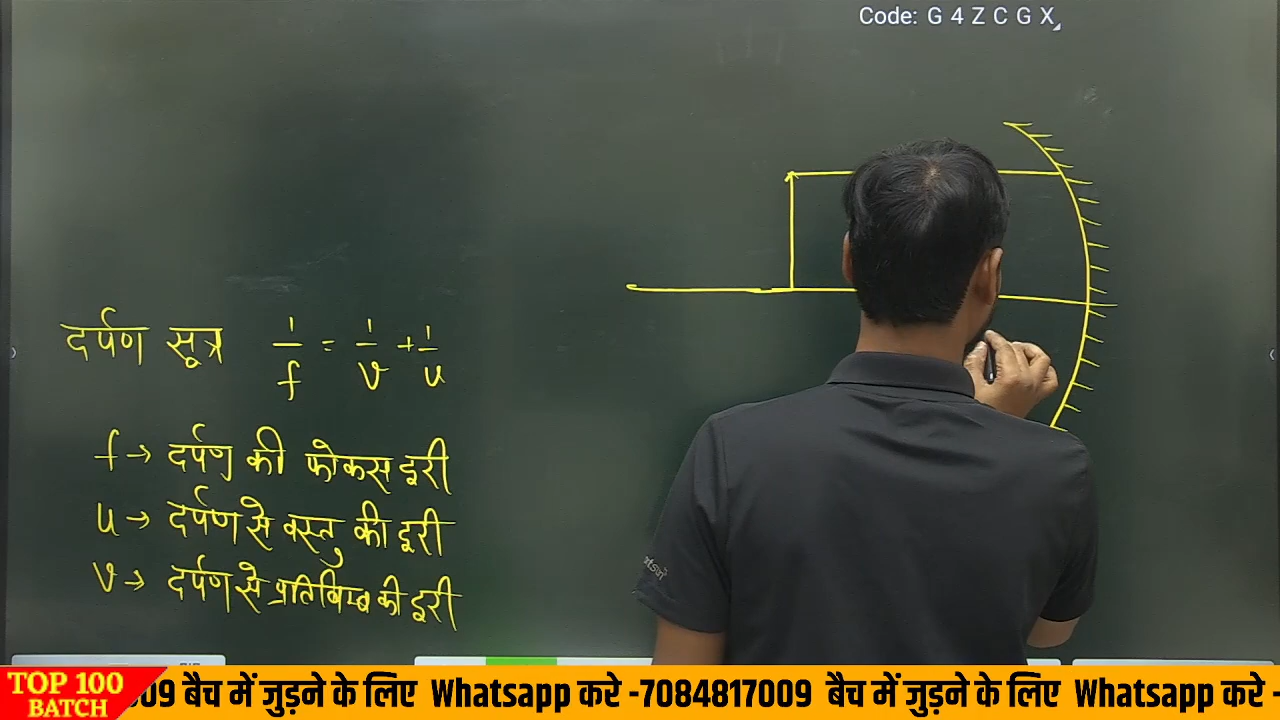 Code: G 4 Z C G X
दर्पण सूत्र 1/f = 1/v + 1/u
f → दर्पण की फोकस दूरी
u → दर्पण से वस्तु की दूरी
v → दर्पण से प्रतिबिम्ब की दूरी
TOP 100
BATCH
09 बैच में जुड़ने के लिए Whatsapp करे -7084817009 बैच में जुड़ने के लिए Whatsapp करे -